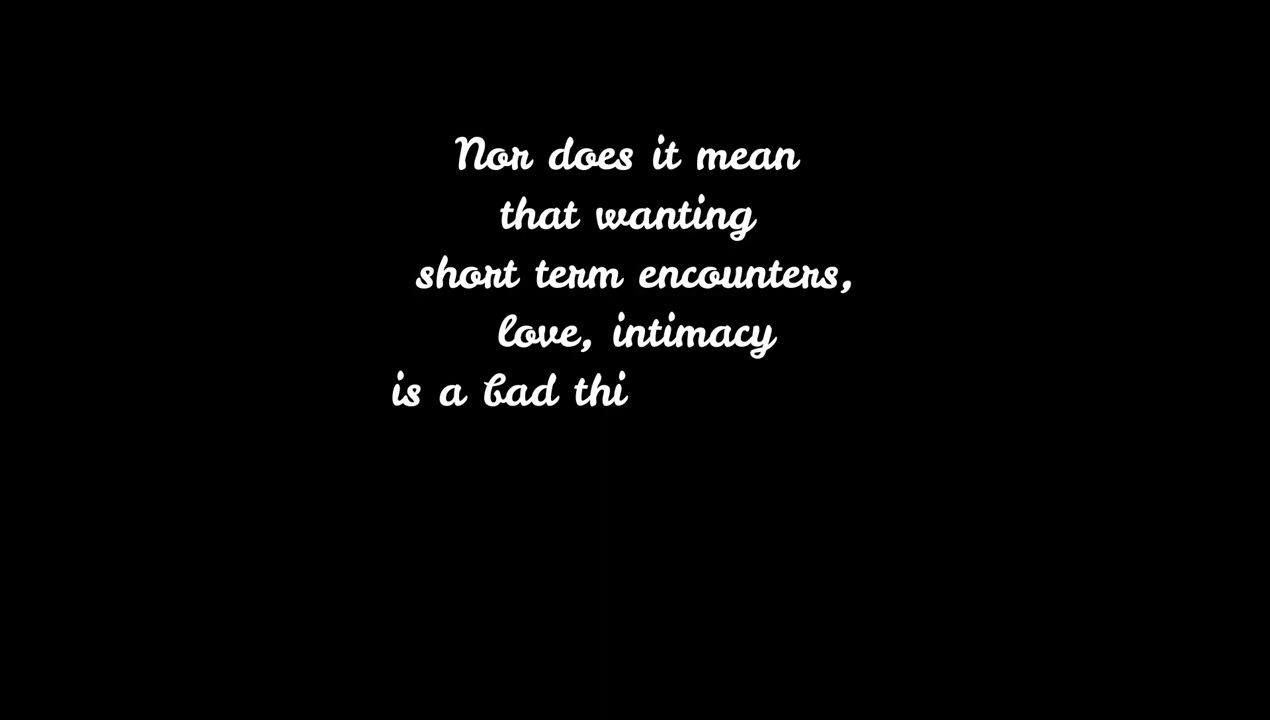 Nor does it mean
that wanting
short term encounters,
love, intimacy
is a bad thi